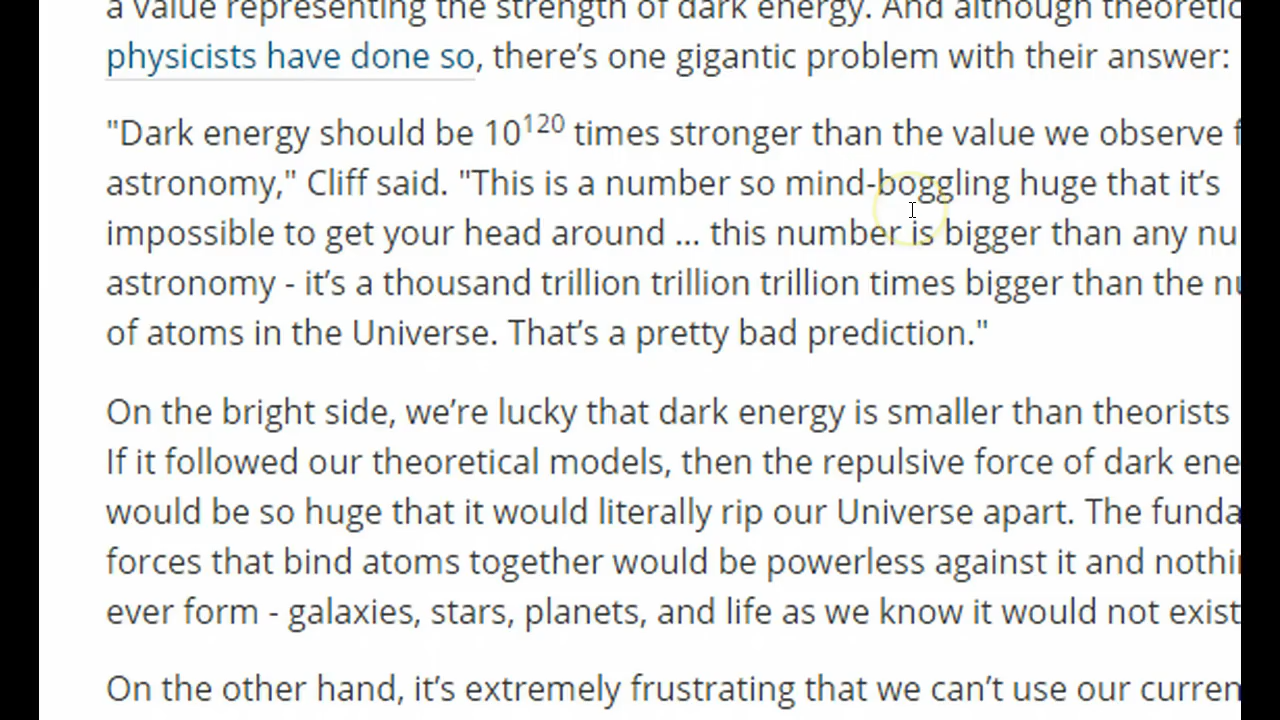 a value representing the strength of dark energy. And although
physicists have done so, there's one gigantic problem with their answer:
"Dark energy should be 10¹²⁰ times stronger than the value we observe
astronomy," Cliff said. "This is a number so mind-boggling huge that it's
impossible to get your head around ... this number is bigger than any
astronomy - it's a thousand trillion trillion trillion times bigger than the
of atoms in the Universe. That's a pretty bad prediction."
On the bright side, we're lucky that dark energy is smaller than theorists
If it followed our theoretical models, then the repulsive force of dark
would be so huge that it would literally rip our Universe apart. The
forces that bind atoms together would be powerless against it and
ever form - galaxies, stars, planets, and life as we know it would not exist
On the other hand, it's extremely frustrating that we can't use our